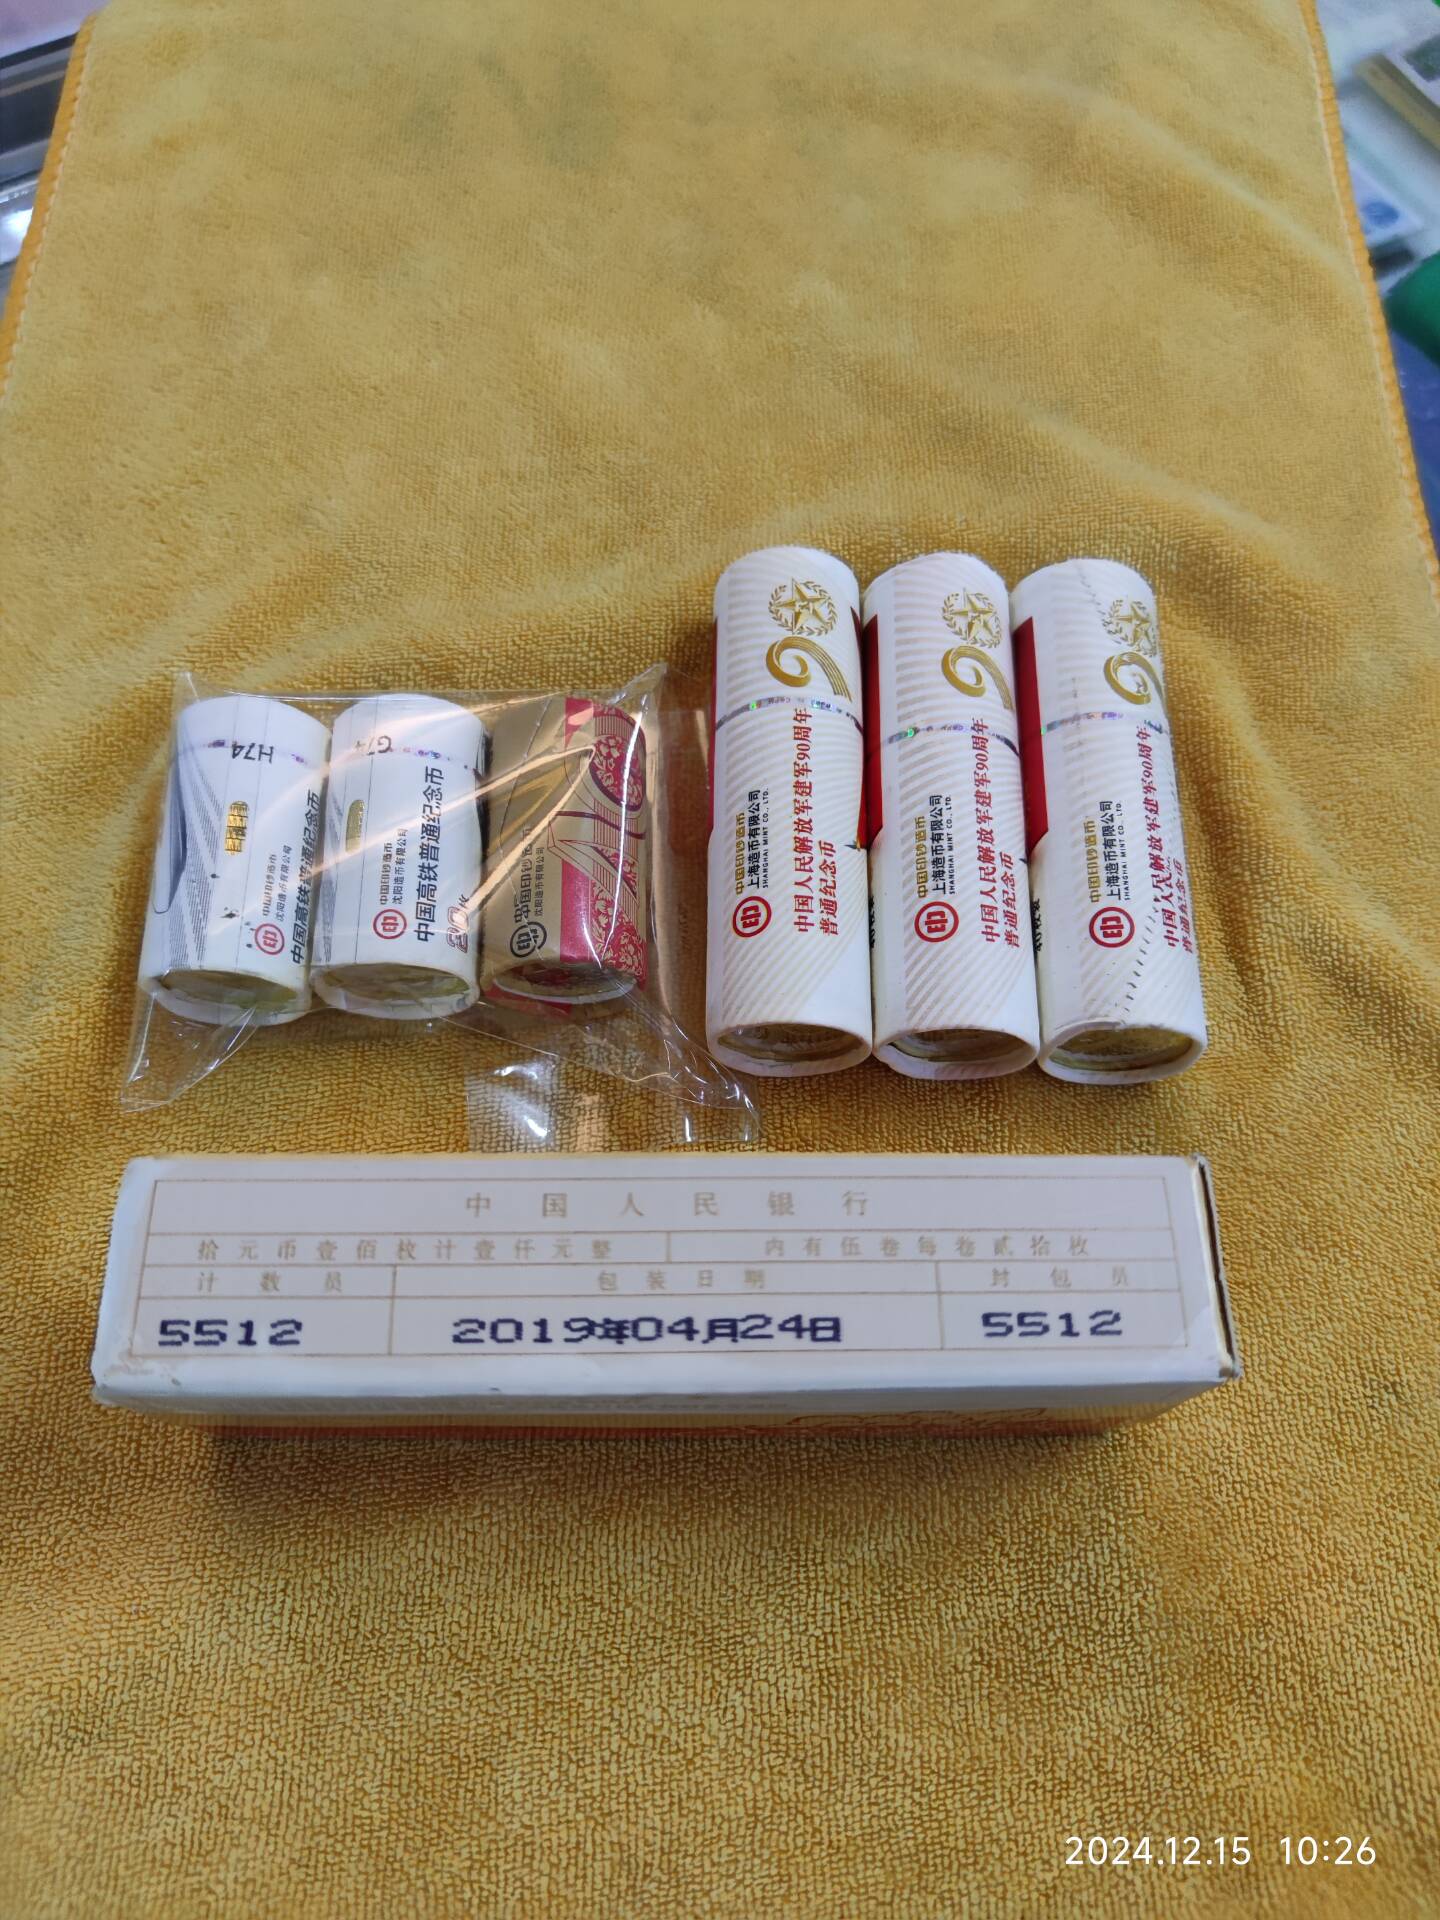 H74
中国印钞造币
沈阳造币有限公司
中国高铁普通纪念币
G74
中国印钞造币
沈阳造币有限公司
中国高铁普通纪念币
20枚
中国印钞造币
沈阳造币有限公司
中国印钞造币
上海造币有限公司
SHANGHAI MINT CO., LTD.
中国人民解放军建军90周年
普通纪念币
中国印钞造币
上海造币有限公司
SHANGHAI MINT CO., LTD.
中国人民解放军建军90周年
普通纪念币
中国印钞造币
上海造币有限公司
SHANGHAI MINT CO., LTD.
中国人民解放军建军90周年
普通纪念币
中国人民银行
拾元币壹佰枚计壹仟元整 内有伍卷每卷贰拾枚
计数员 包装日期 封包员
5512 2019年04月24日 5512
2024.12.15 10:26